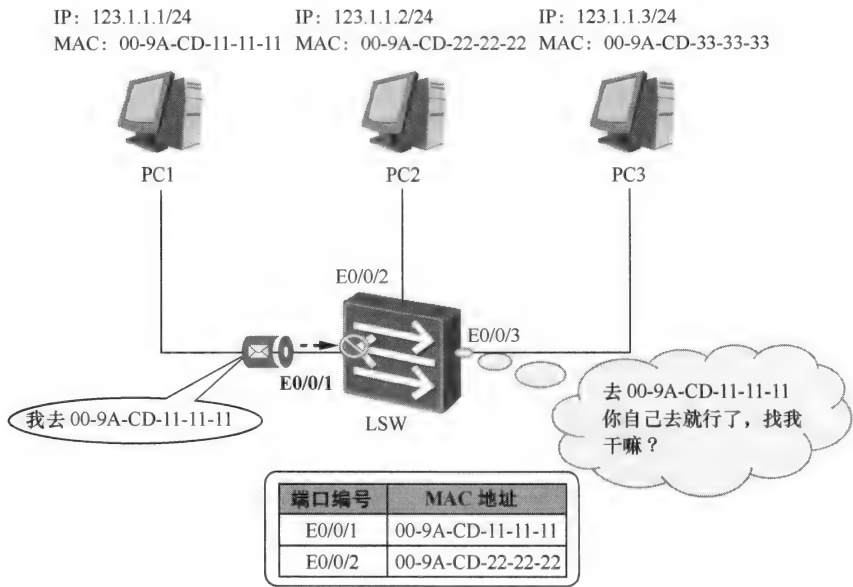 IP：123.1.1.1/24
MAC：00-9A-CD-11-11-11
IP：123.1.1.2/24
MAC：00-9A-CD-22-22-22
IP：123.1.1.3/24
MAC：00-9A-CD-33-33-33
PC1
PC2
PC3
E0/0/2
E0/0/3
E0/0/1
LSW
我去 00-9A-CD-11-11-11
去 00-9A-CD-11-11-11
你自己去就行了，找我
干嘛？
端口编号 MAC 地址
E0/0/1 00-9A-CD-11-11-11
E0/0/2 00-9A-CD-22-22-22